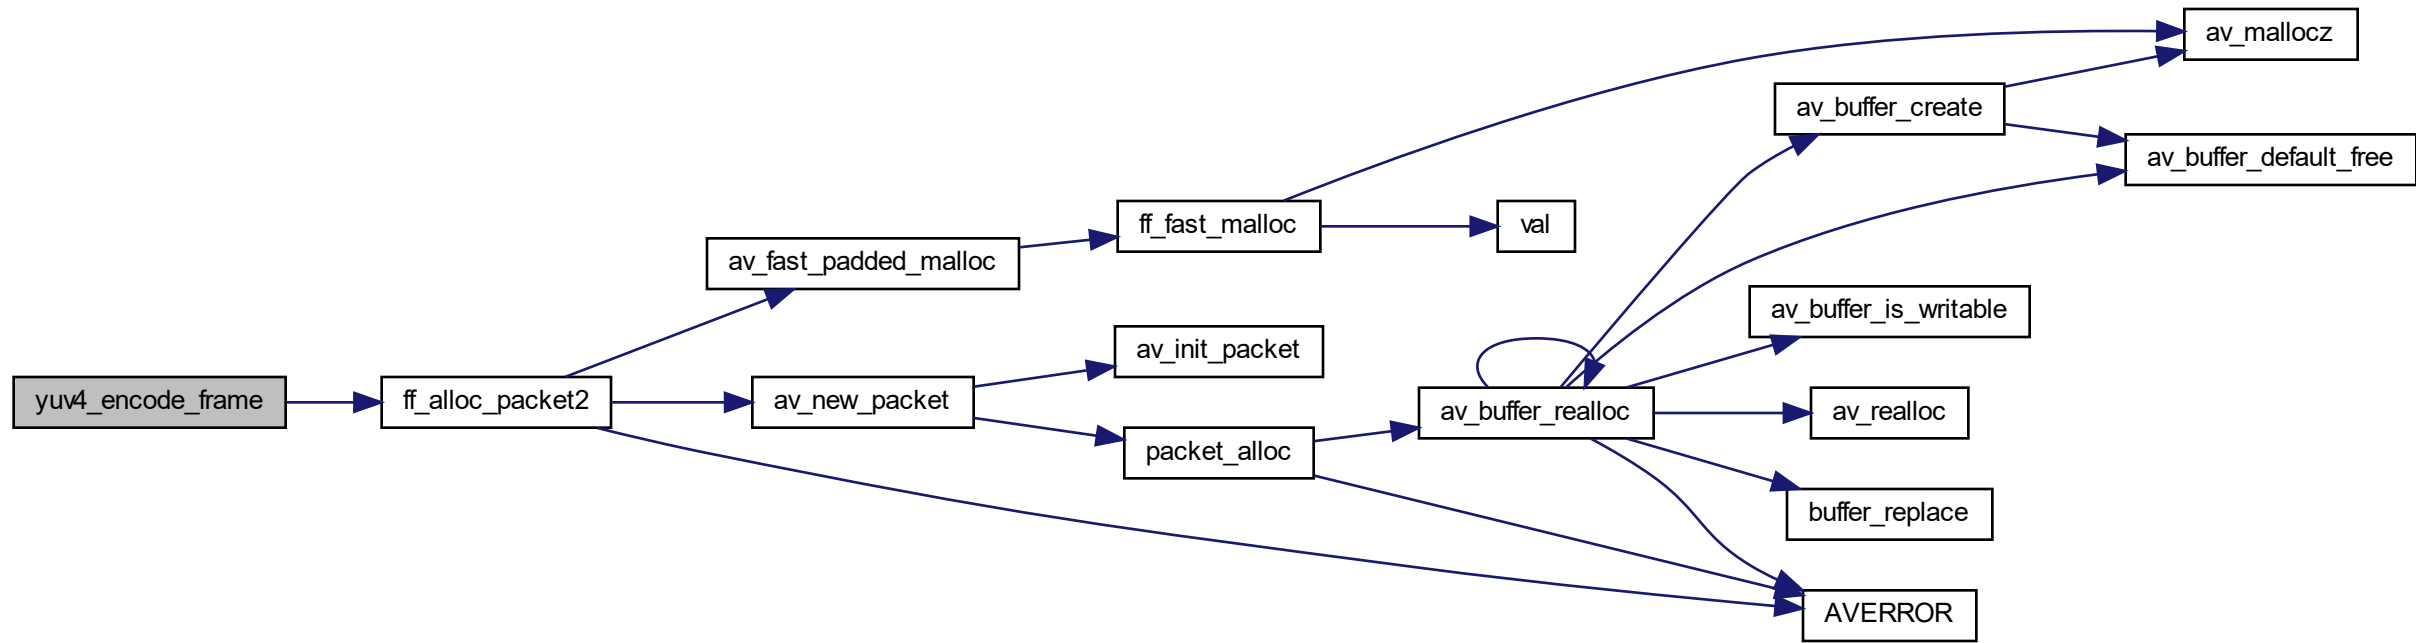 yuv4_encode_frame
ff_alloc_packet2
av_fast_padded_malloc
av_new_packet
ff_fast_malloc
av_init_packet
packet_alloc
val
av_buffer_realloc
av_mallocz
av_buffer_create
av_buffer_default_free
av_buffer_is_writable
av_realloc
buffer_replace
AVERROR